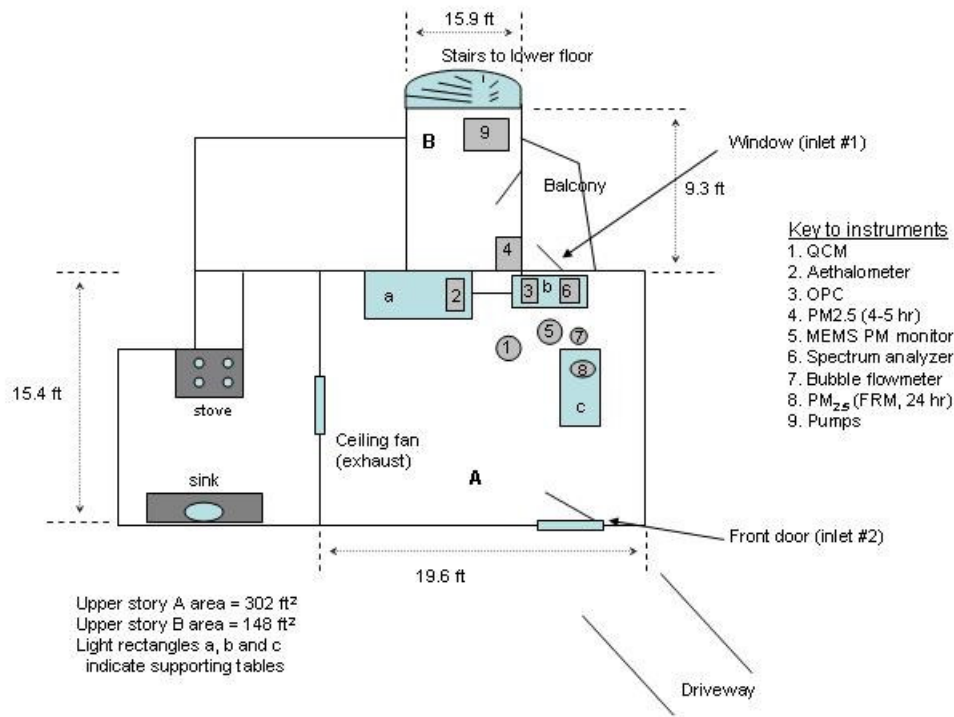 15.9 ft
Stairs to lower floor
B
9
Window (inlet #1)
Balcony
9.3 ft
4
Key to instruments
1. QCM
2. Aethalometer
3. OPC
4. PM2.5 (4-5 hr)
5. MEMS PM monitor
6. Spectrum analyzer
7. Bubble flowmeter
8. PM2.5 (FRM, 24 hr)
9. Pumps
a
2
3
b
6
1
5
7
8
c
15.4 ft
stove
Ceiling fan
(exhaust)
A
sink
Front door (inlet #2)
19.6 ft
Upper story A area = 302 ft²
Upper story B area = 148 ft²
Light rectangles a, b and c
indicate supporting tables
Driveway